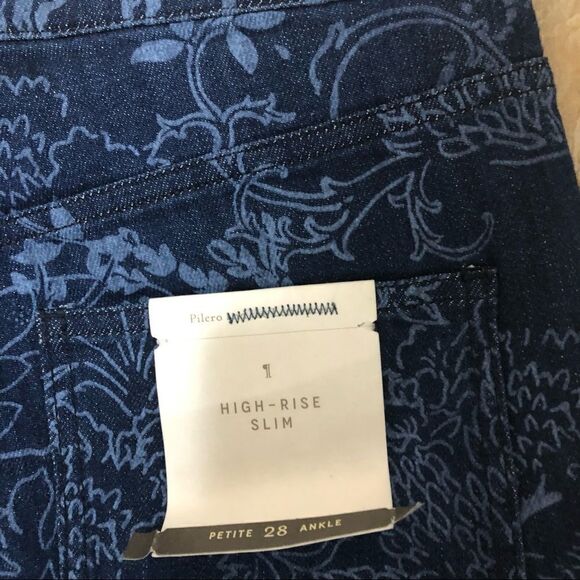 Pilcro
¶
HIGH-RISE
SLIM
PETITE 28 ANKLE